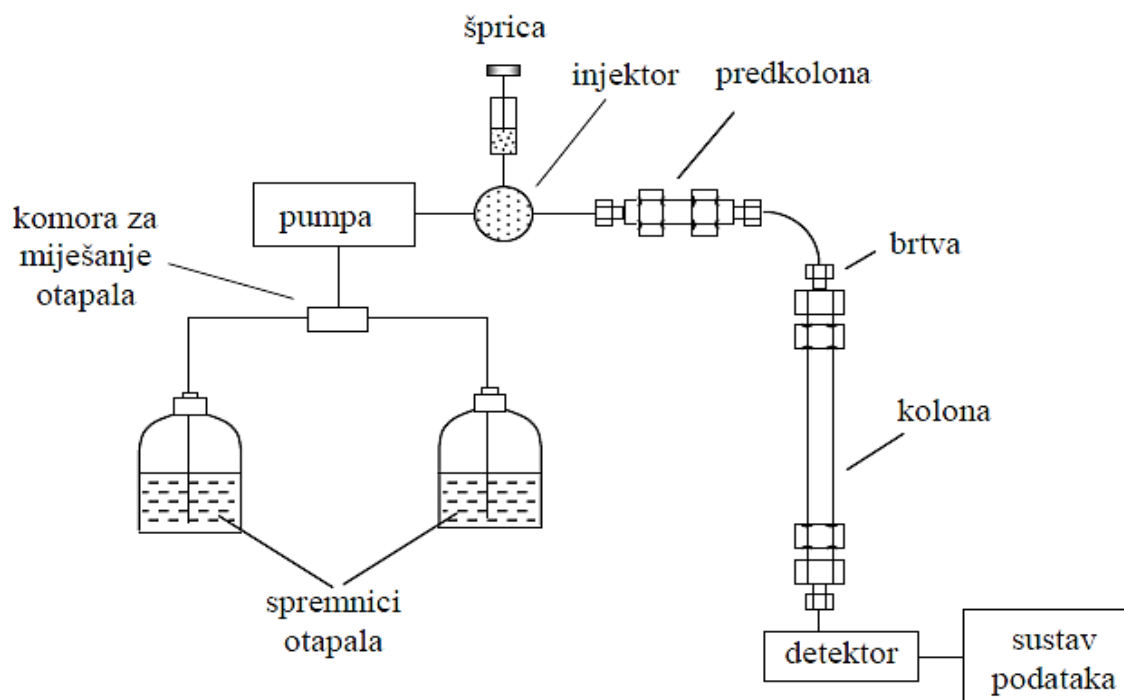 šprica
injektor
predkolona
pumpa
komora za
miješanje
otapala
brtva
kolona
spremnici
otapala
detektor
sustav
podataka